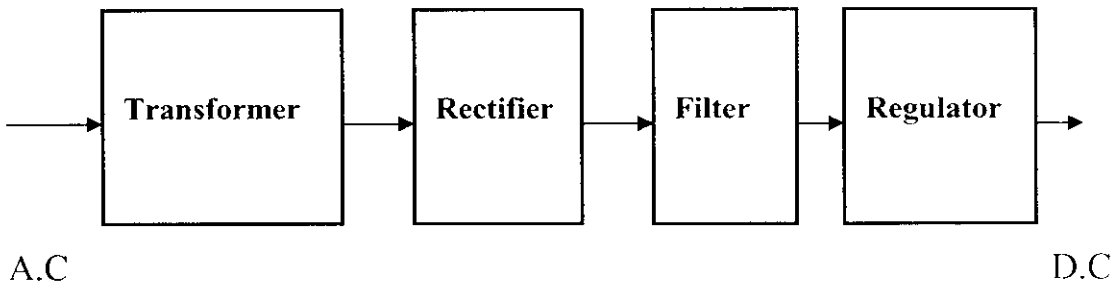 Transformer
Rectifier
Filter
Regulator
A.C
D.C